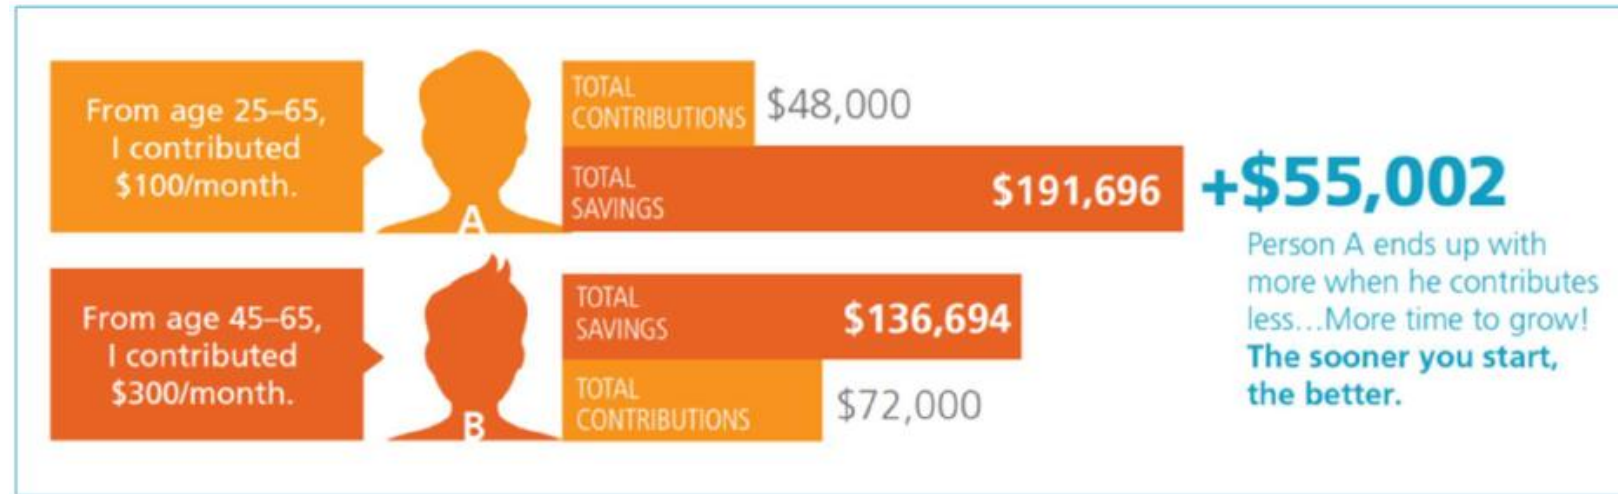 From age 25–65,
I contributed
$100/month.
A
TOTAL
CONTRIBUTIONS
$48,000
TOTAL
SAVINGS
$191,696
+$55,002
Person A ends up with
more when he contributes
less...More time to grow!
The sooner you start,
the better.
From age 45–65,
I contributed
$300/month.
B
TOTAL
SAVINGS
$136,694
TOTAL
CONTRIBUTIONS
$72,000